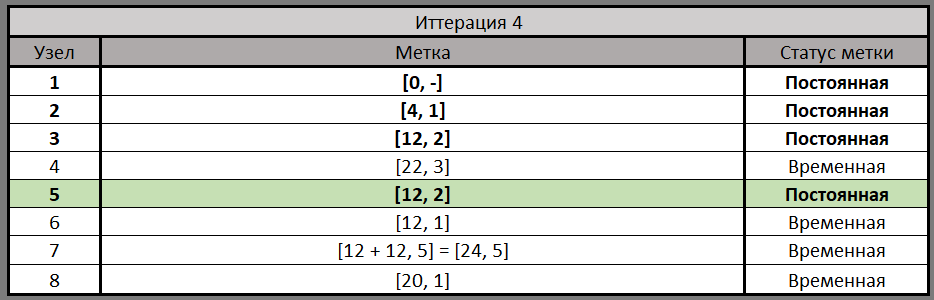 Иттерация 4
Узел Метка Статус метки
1 [0, -] Постоянная
2 [4, 1] Постоянная
3 [12, 2] Постоянная
4 [22, 3] Временная
5 [12, 2] Постоянная
6 [12, 1] Временная
7 [12 + 12, 5] = [24, 5] Временная
8 [20, 1] Временная